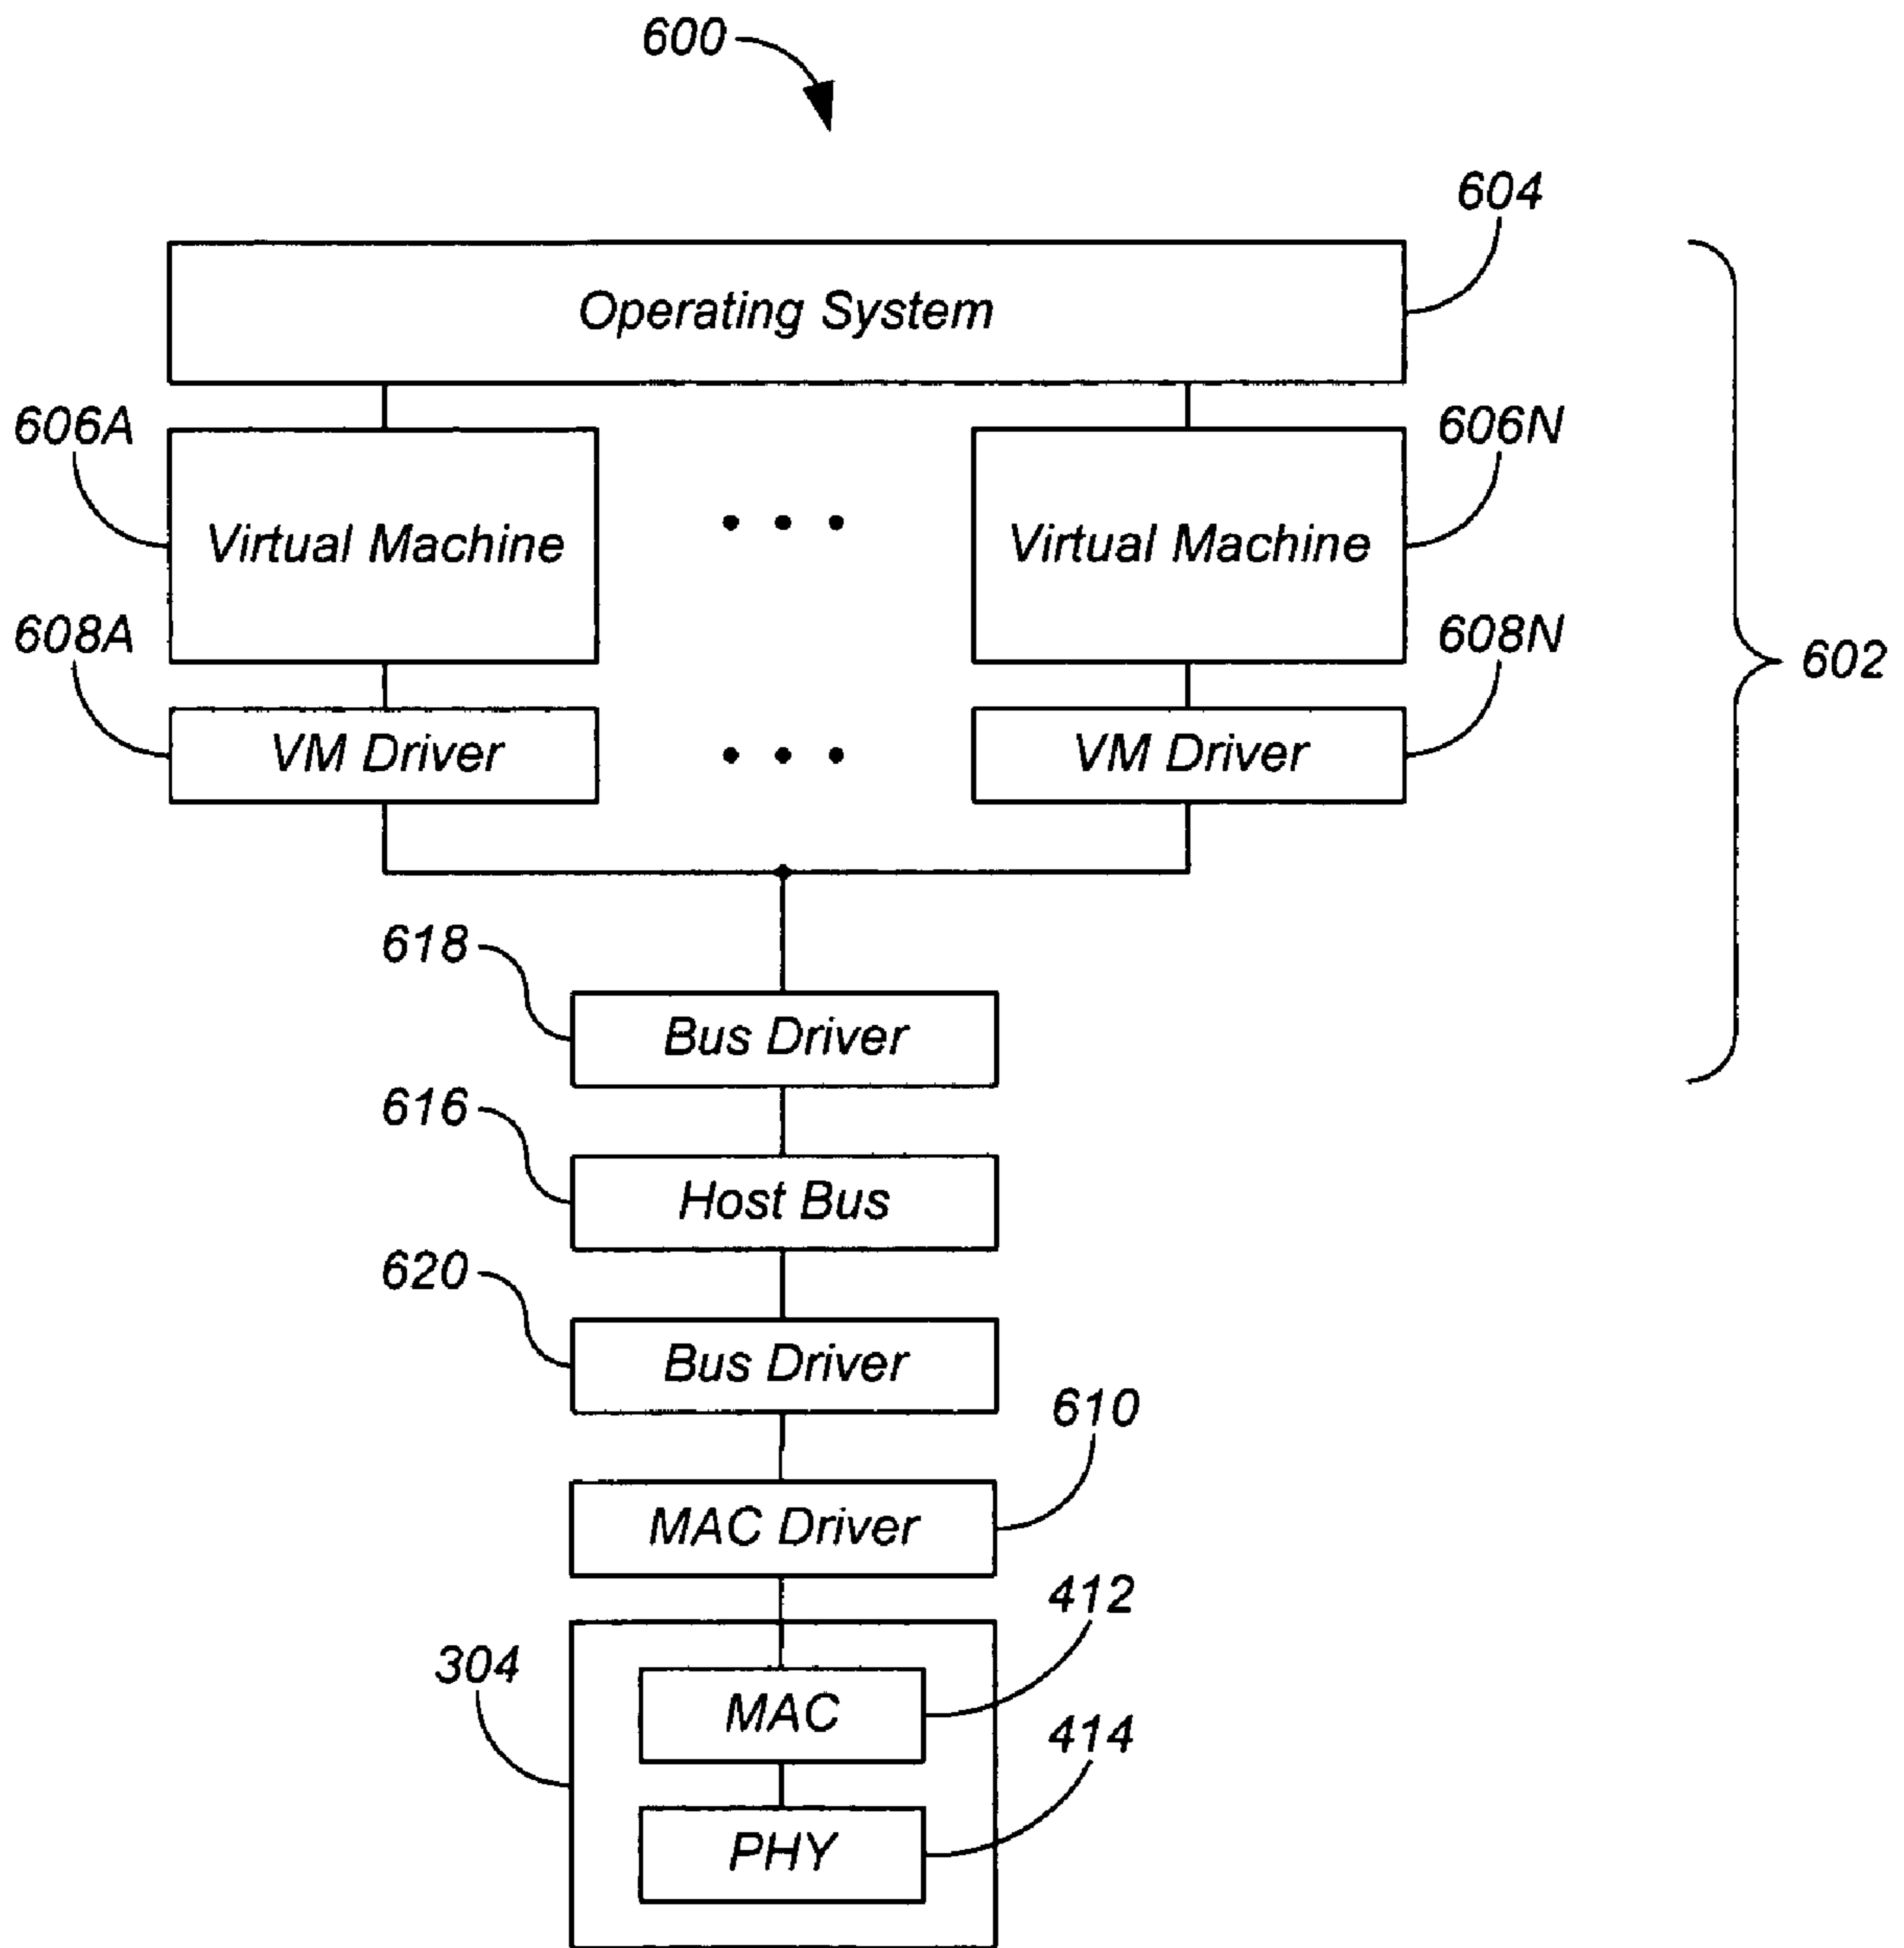 600
604
Operating System
606A
606N
Virtual Machine
Virtual Machine
608A
608N
602
VM Driver
VM Driver
618
Bus Driver
616
Host Bus
620
Bus Driver
610
MAC Driver
412
304
MAC
414
PHY